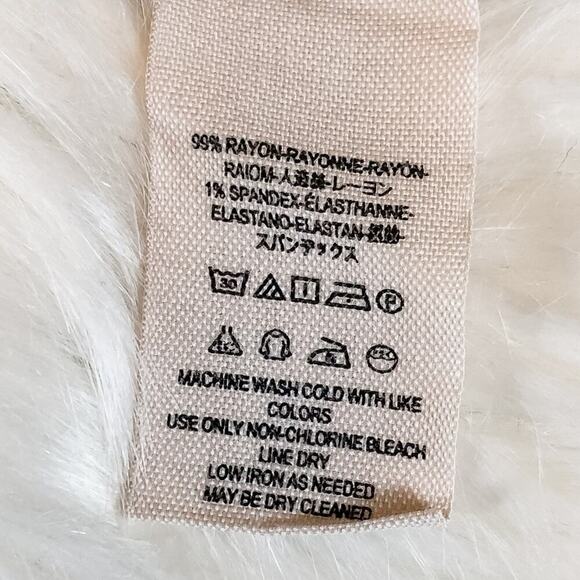 99% RAYON-RAYONNE-RAYÓN-
RAIOM-人造絲-レーヨン
1% SPANDEX-ÉLASTHANNE-
ELASTANO-ELASTAN-
スパンデックス
30
P
MACHINE WASH COLD WITH LIKE
COLORS
USE ONLY NON-CHLORINE BLEACH
LINE DRY
LOW IRON AS NEEDED
MAY BE DRY CLEANED